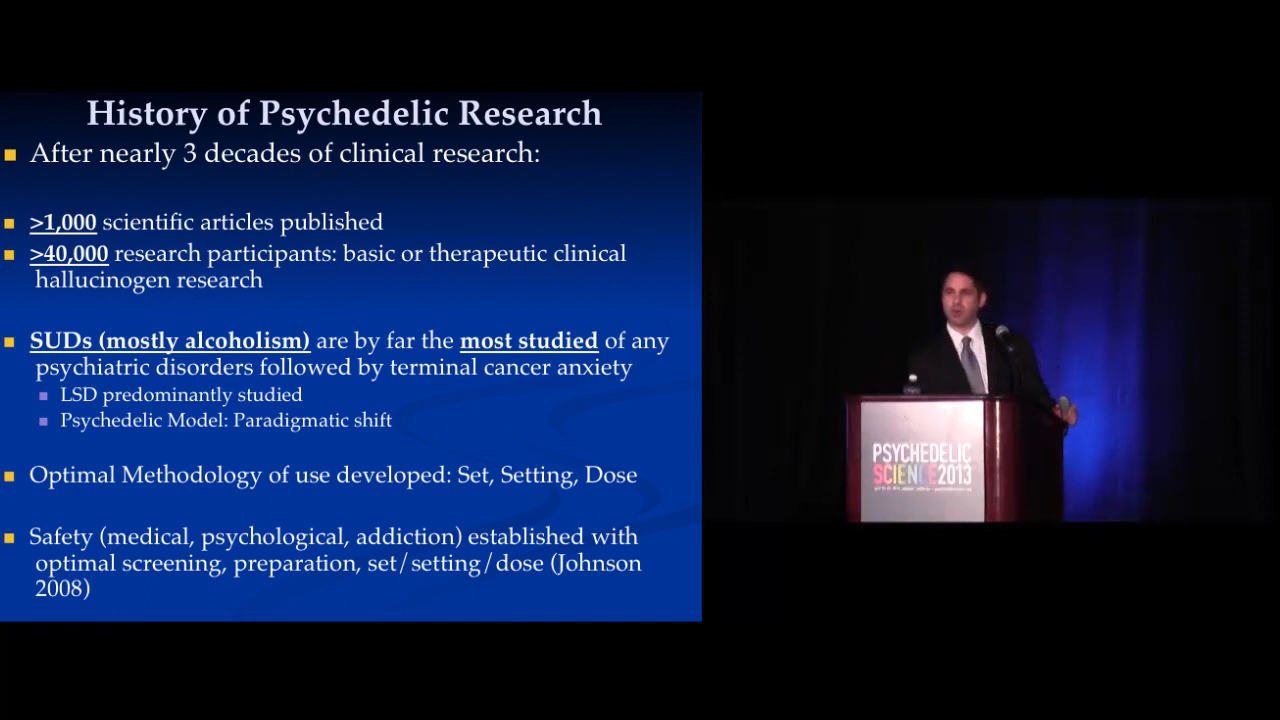 History of Psychedelic Research
After nearly 3 decades of clinical research:
>1,000 scientific articles published
>40,000 research participants: basic or therapeutic clinical
hallucinogen research
SUDs (mostly alcoholism) are by far the most studied of any
psychiatric disorders followed by terminal cancer anxiety
LSD predominantly studied
Psychedelic Model: Paradigmatic shift
Optimal Methodology of use developed: Set, Setting, Dose
Safety (medical, psychological, addiction) established with
optimal screening, preparation, set/setting/dose (Johnson
2008)
PSYCHEDELIC
SCIENCE2013